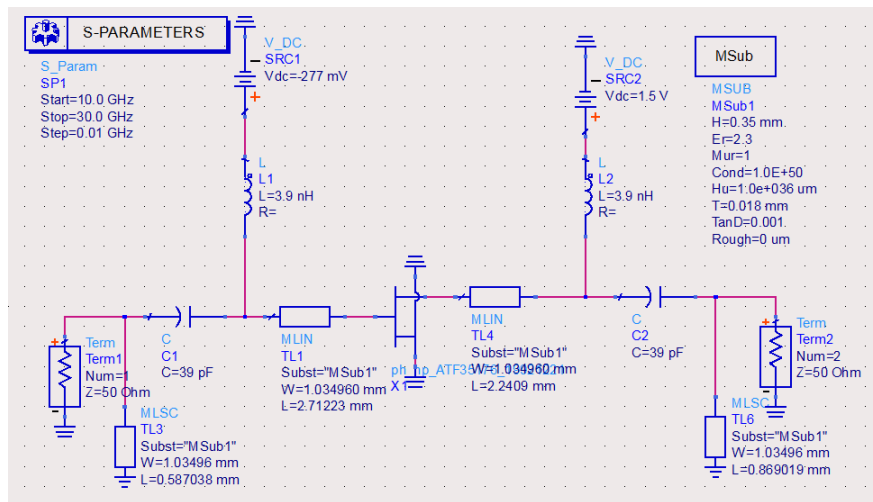 S-PARAMETERS
S_Param
SP1
Start=10.0 GHz
Stop=30.0 GHz
Step=0.01 GHz
V_DC
SRC1
Vdc=-277 mV
V_DC
SRC2
Vdc=1.5 V
MSub
MSUB
MSub1
H=0.35 mm
Er=2.3
Mur=1
Cond=1.0E+50
Hu=1.0e+036 um
T=0.018 mm
TanD=0.001
Rough=0 um
L
L1
L=3.9 nH
R=
L
L2
L=3.9 nH
R=
Term
Term1
Num=1
Z=50 Ohm
C
C1
C=39 pF
MLIN
TL1
Subst="MSub1"
W=1.034960 mm
L=2.71223 mm
X1
MLIN
TL4
Subst="MSub1"
W=1.034960 mm
L=2.2409 mm
C
C2
C=39 pF
Term
Term2
Num=2
Z=50 Ohm
MLSC
TL3
Subst="MSub1"
W=1.03496 mm
L=0.587038 mm
MLSC
TL6
Subst="MSub1"
W=1.03496 mm
L=0.869019 mm